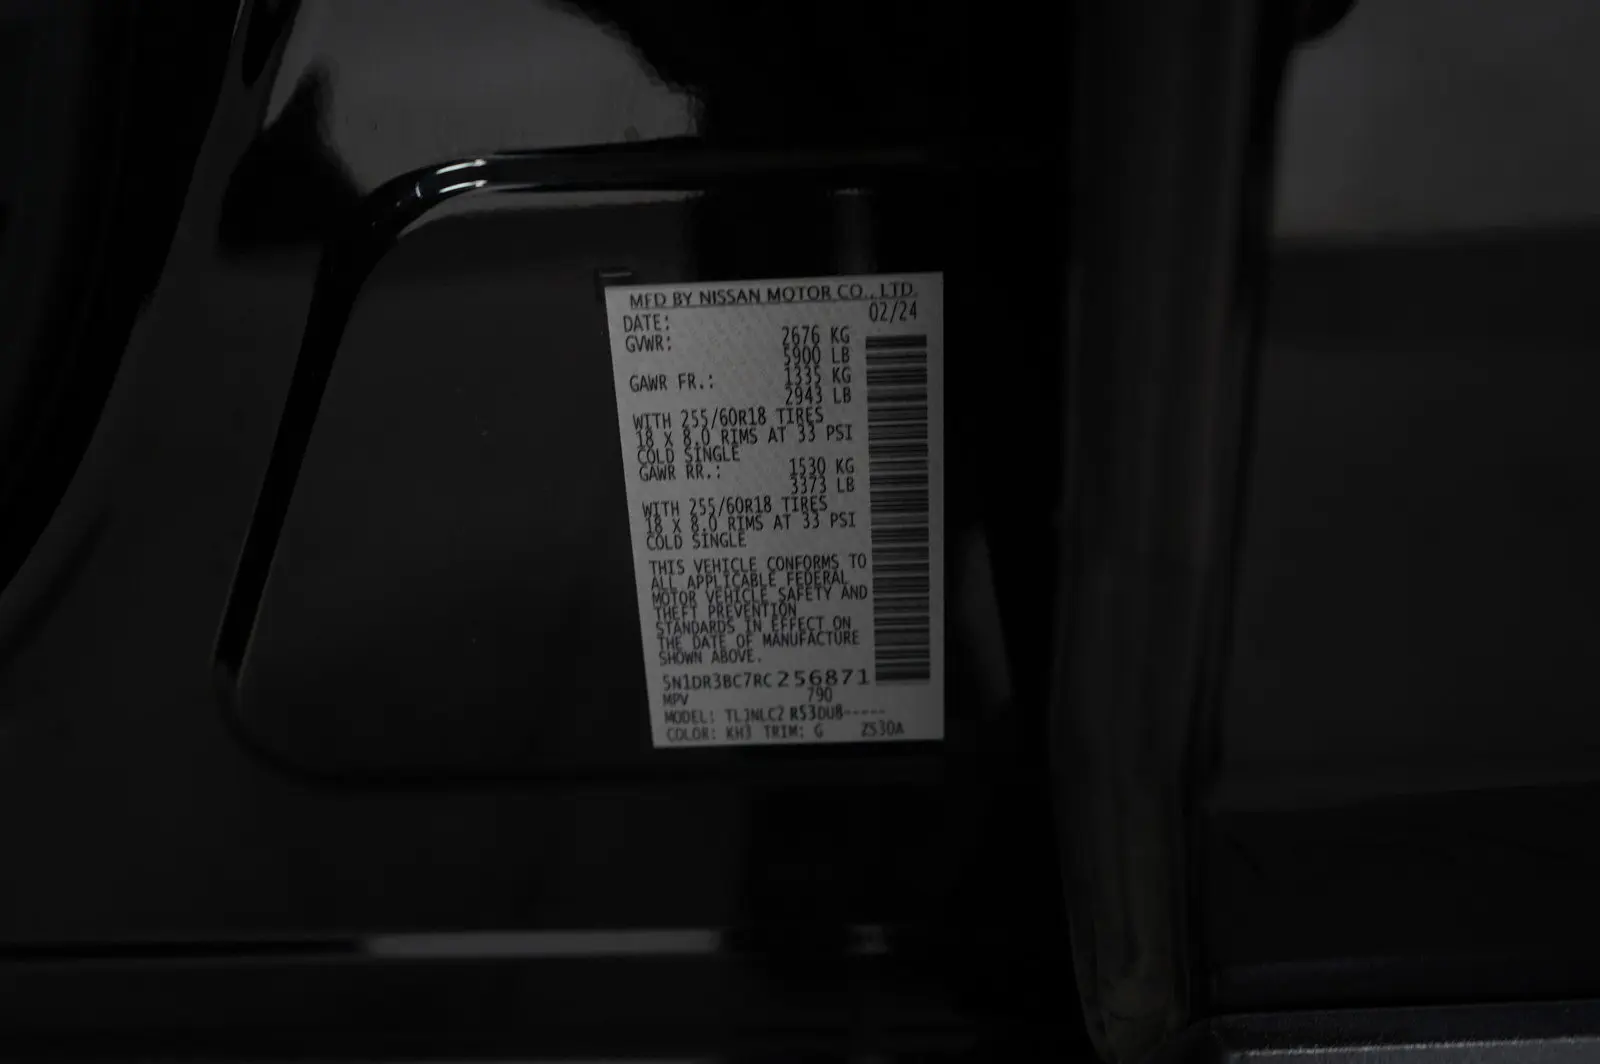 MFD BY NISSAN MOTOR CO., LTD.
DATE: 02/24
GVWR: 2676 KG
5900 LB
GAWR FR.: 1335 KG
2943 LB
WITH 255/60R18 TIRES
18 X 8.0 RIMS AT 33 PSI
COLD SINGLE
GAWR RR.: 1530 KG
3373 LB
WITH 255/60R18 TIRES
18 X 8.0 RIMS AT 33 PSI
COLD SINGLE
THIS VEHICLE CONFORMS TO
ALL APPLICABLE FEDERAL
MOTOR VEHICLE SAFETY AND
THEFT PREVENTION
STANDARDS IN EFFECT ON
THE DATE OF MANUFACTURE
SHOWN ABOVE.
5N1DR3BC7RC256871
MPV 790
MODEL: TLJNLC2 R53DU8-----
COLOR: KH3 TRIM: G Z530A